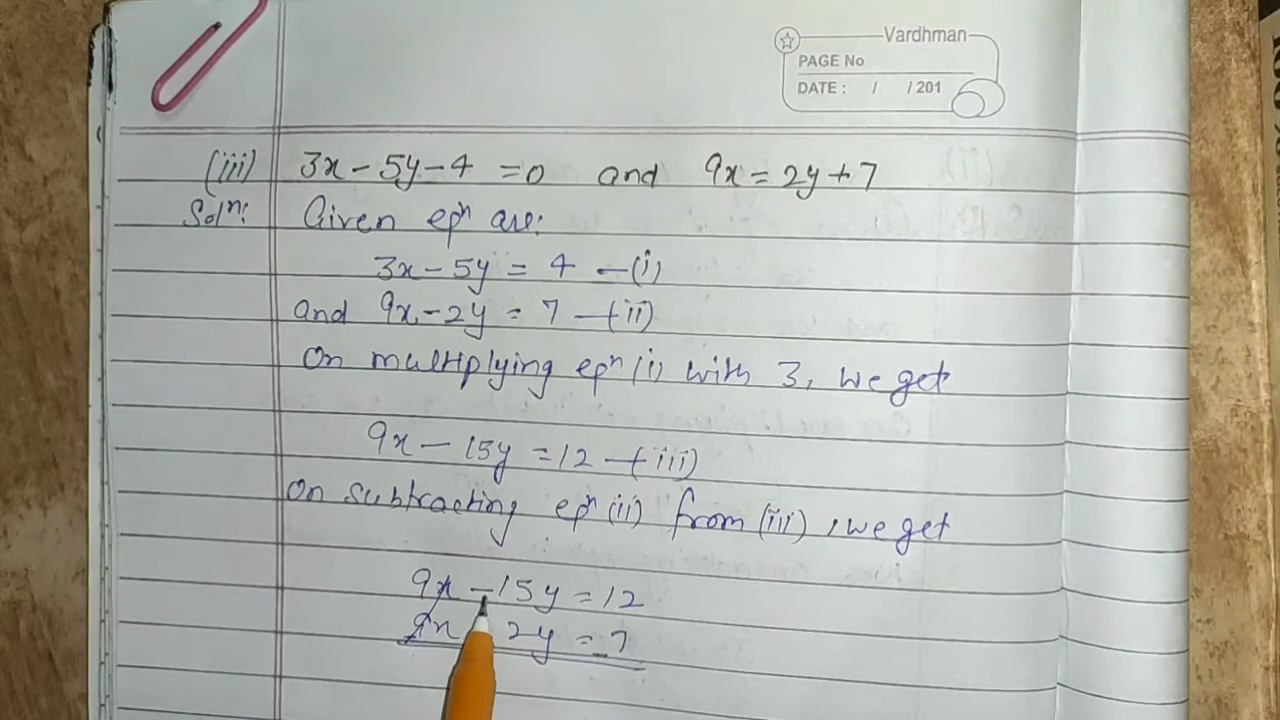 Vardhman
PAGE No
DATE : / / 201
(iii) 3x - 5y - 4 = 0 and 9x = 2y + 7
Solⁿ: Given eqⁿ are:
3x - 5y = 4 - (i)
and 9x - 2y = 7 - (ii)
On multiplying eqⁿ (i) with 3, we get
9x - 15y = 12 - (iii)
On subtracting eqⁿ (ii) from (iii), we get
9x - 15y = 12
9x 2y = 7